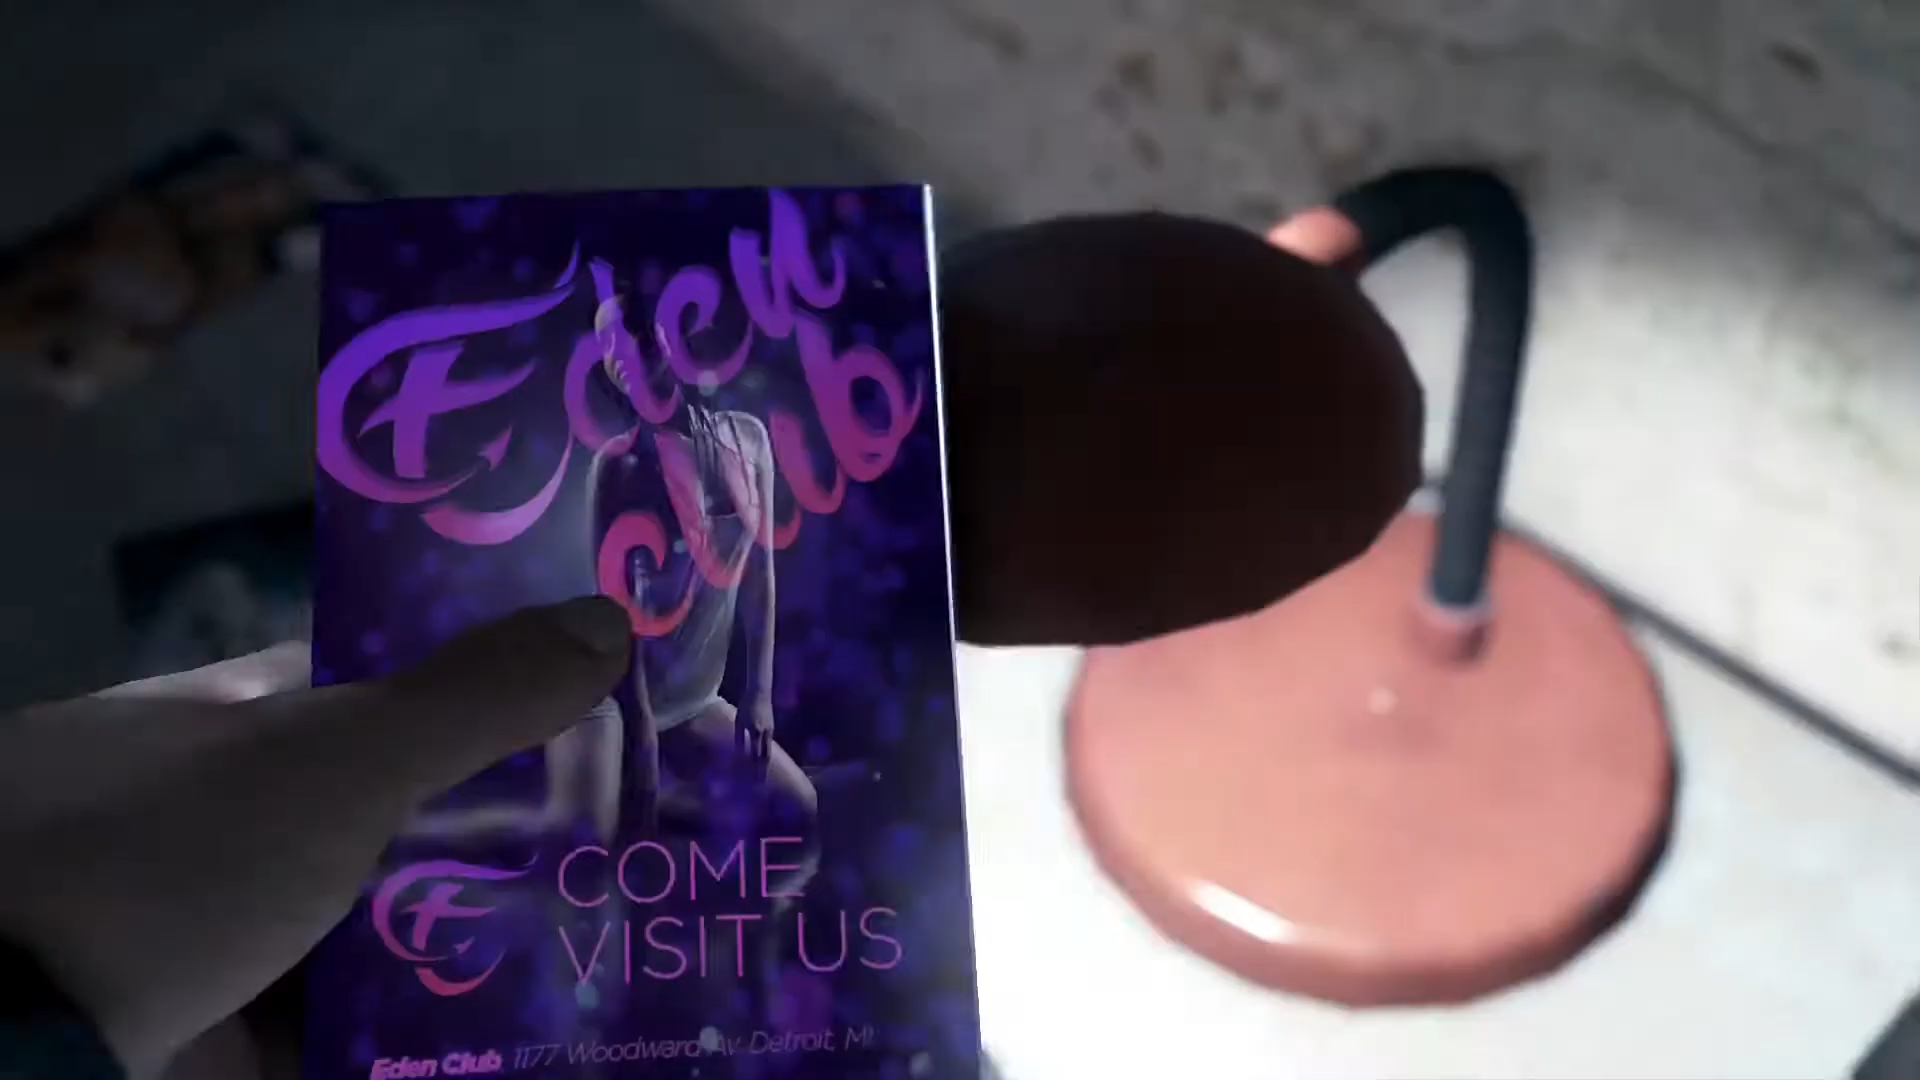 Eden
club
COME
VISIT US
Eden Club, 1177 Woodward Av. Detroit, MI